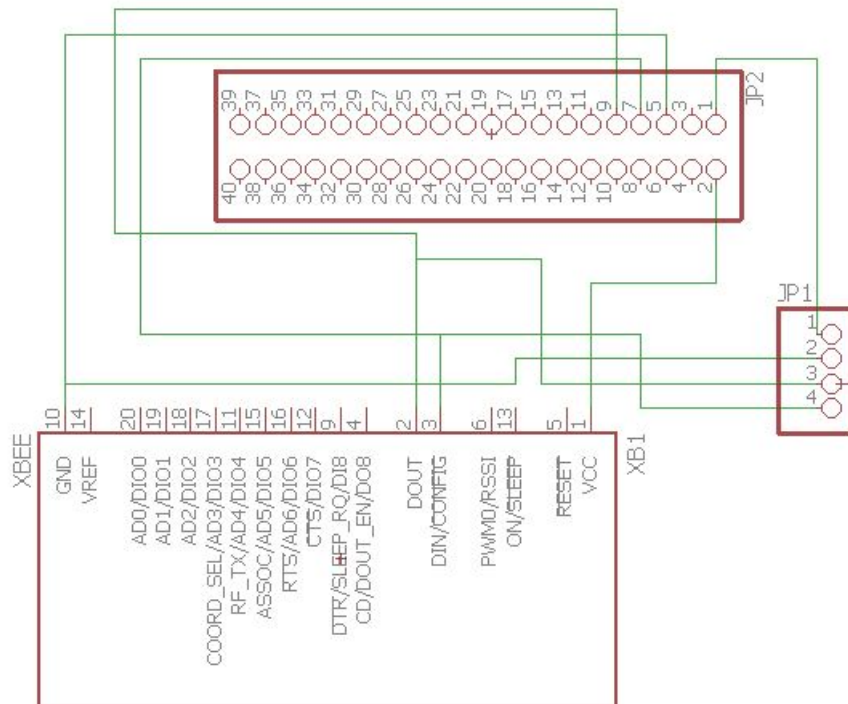 39 37 35 33 31 29 27 25 23 21 19 17 15 13 11 9 7 5 3 1
JP2
40 38 36 34 32 30 28 26 24 22 20 18 16 14 12 10 8 6 4 2
JP1
1
2
3
4
10 14 20 19 18 17 11 15 16 12 9 4 2 3 6 13 5 1
XBEE
XB1
GND
VREF
AD0/DIO0
AD1/DIO1
AD2/DIO2
COORD_SEL/AD3/DIO3
RF_TX/AD4/DIO4
ASSOC/AD5/DIO5
RTS/AD6/DIO6
CTS/DIO7
DTR/SLEEP_RQ/DI8
CD/DOUT_EN/DO8
DOUT
DIN/CONFIG
PWM0/RSSI
ON/SLEEP
RESET
VCC